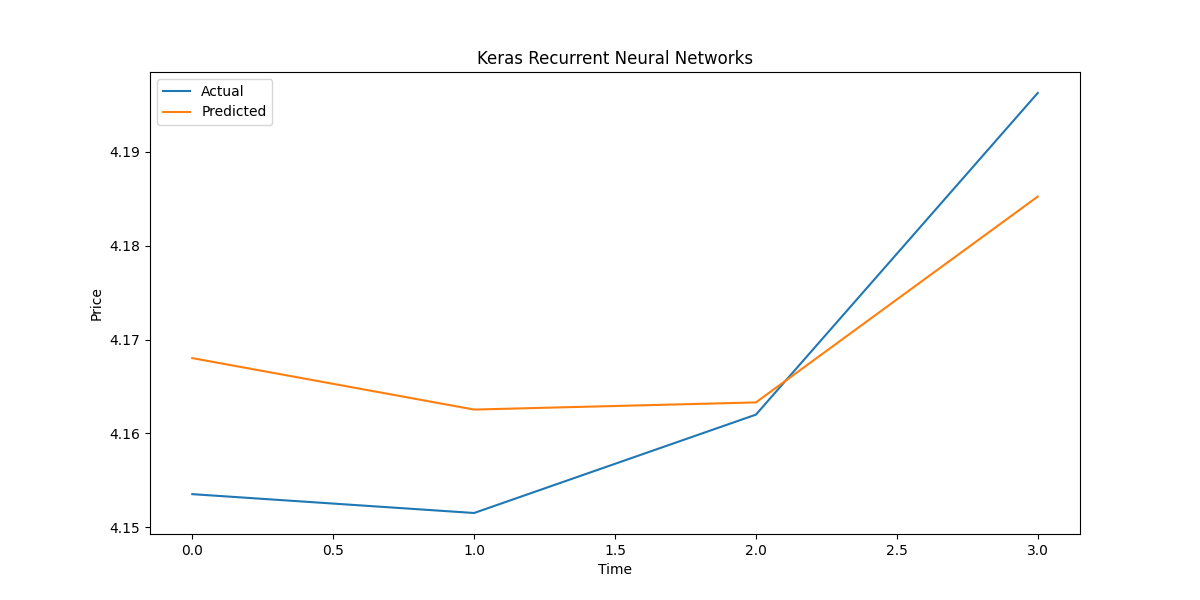 Keras Recurrent Neural Networks
Actual
Predicted
4.19
4.18
4.17
4.16
4.15
Price
0.0 0.5 1.0 1.5 2.0 2.5 3.0
Time